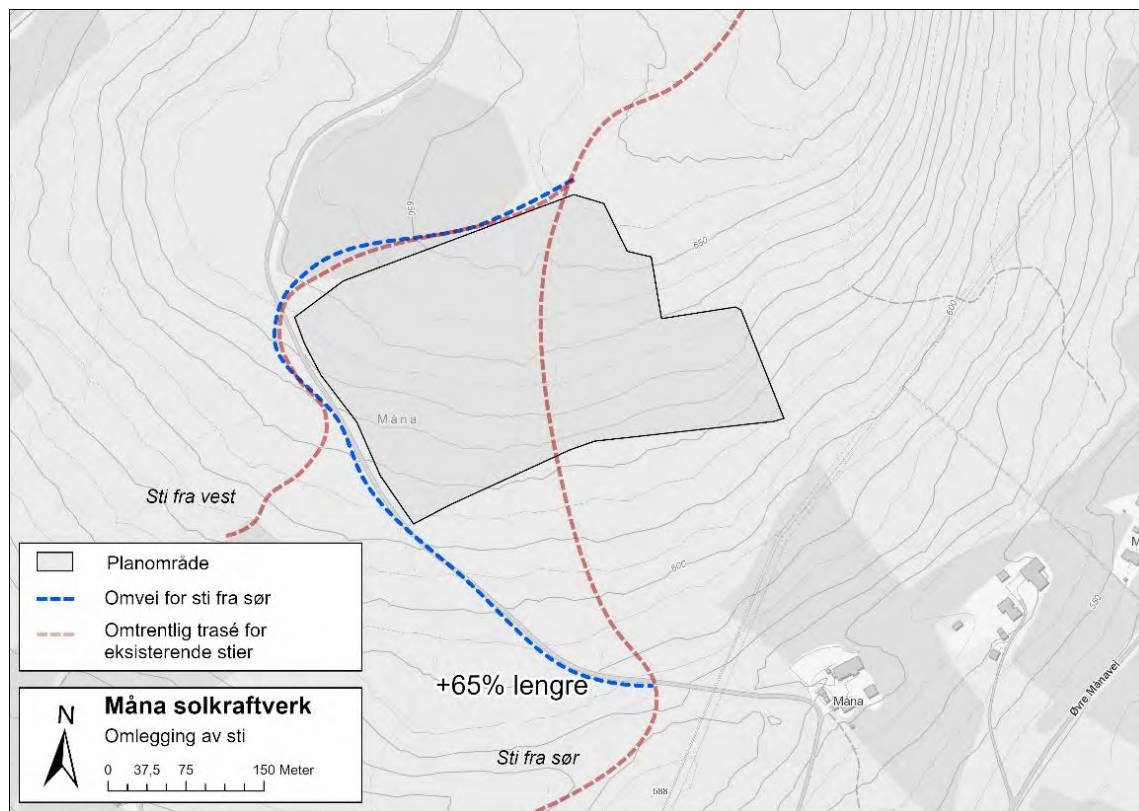 650
650
600
Måna
Sti fra vest
600
550
M
Planområde
Omvei for sti fra sør
Omtrentlig trasé for
eksisterende stier
+65% lengre
Måna
Øvre Månavei
Måna solkraftverk
Omlegging av sti
N
0 37,5 75 150 Meter
Sti fra sør
588